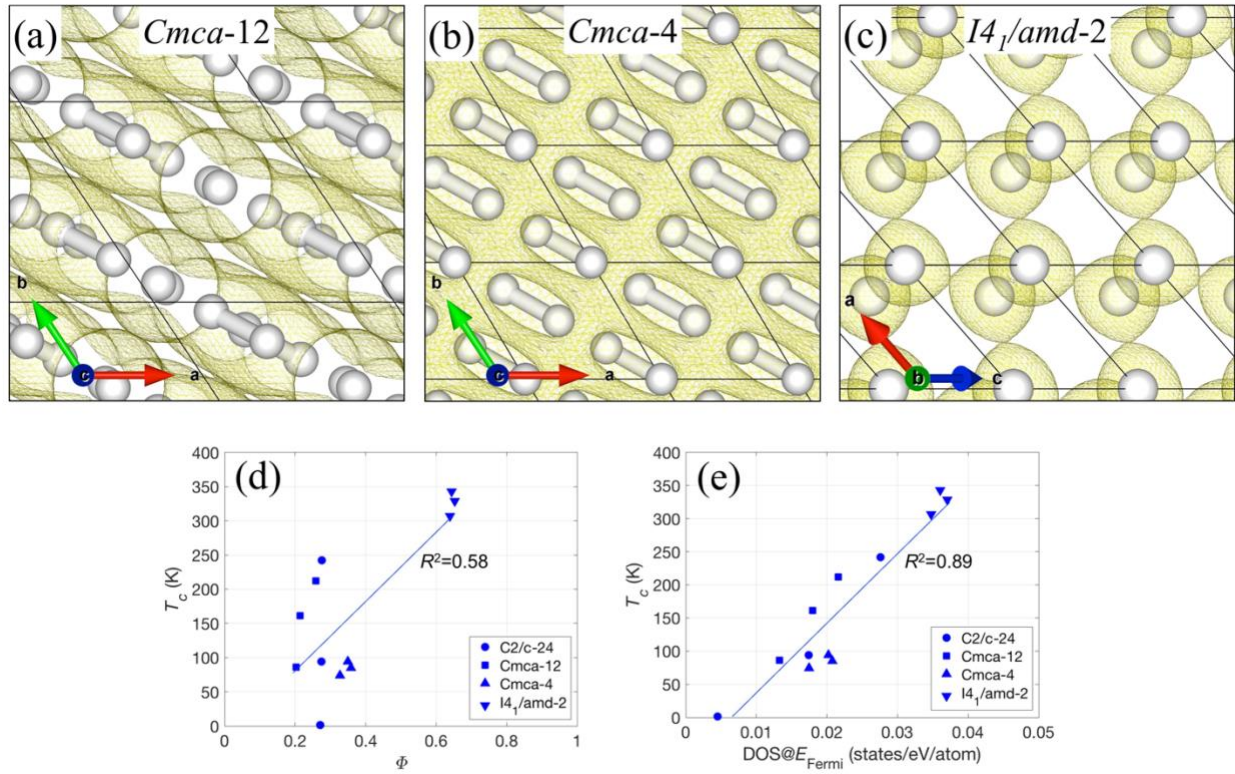 (a) Cmca-12
(b) Cmca-4
(c) I4₁/amd-2
b
c
a
b
c
a
a
b
c
(d)
400
350
300
250
200
150
100
50
0
T_c (K)
R²=0.58
C2/c-24
Cmca-12
Cmca-4
I4₁/amd-2
0 0.2 0.4 0.6 0.8 1
Φ
(e)
400
350
300
250
200
150
100
50
0
T_c (K)
R²=0.89
C2/c-24
Cmca-12
Cmca-4
I4₁/amd-2
0 0.01 0.02 0.03 0.04 0.05
DOS@E_Fermi (states/eV/atom)